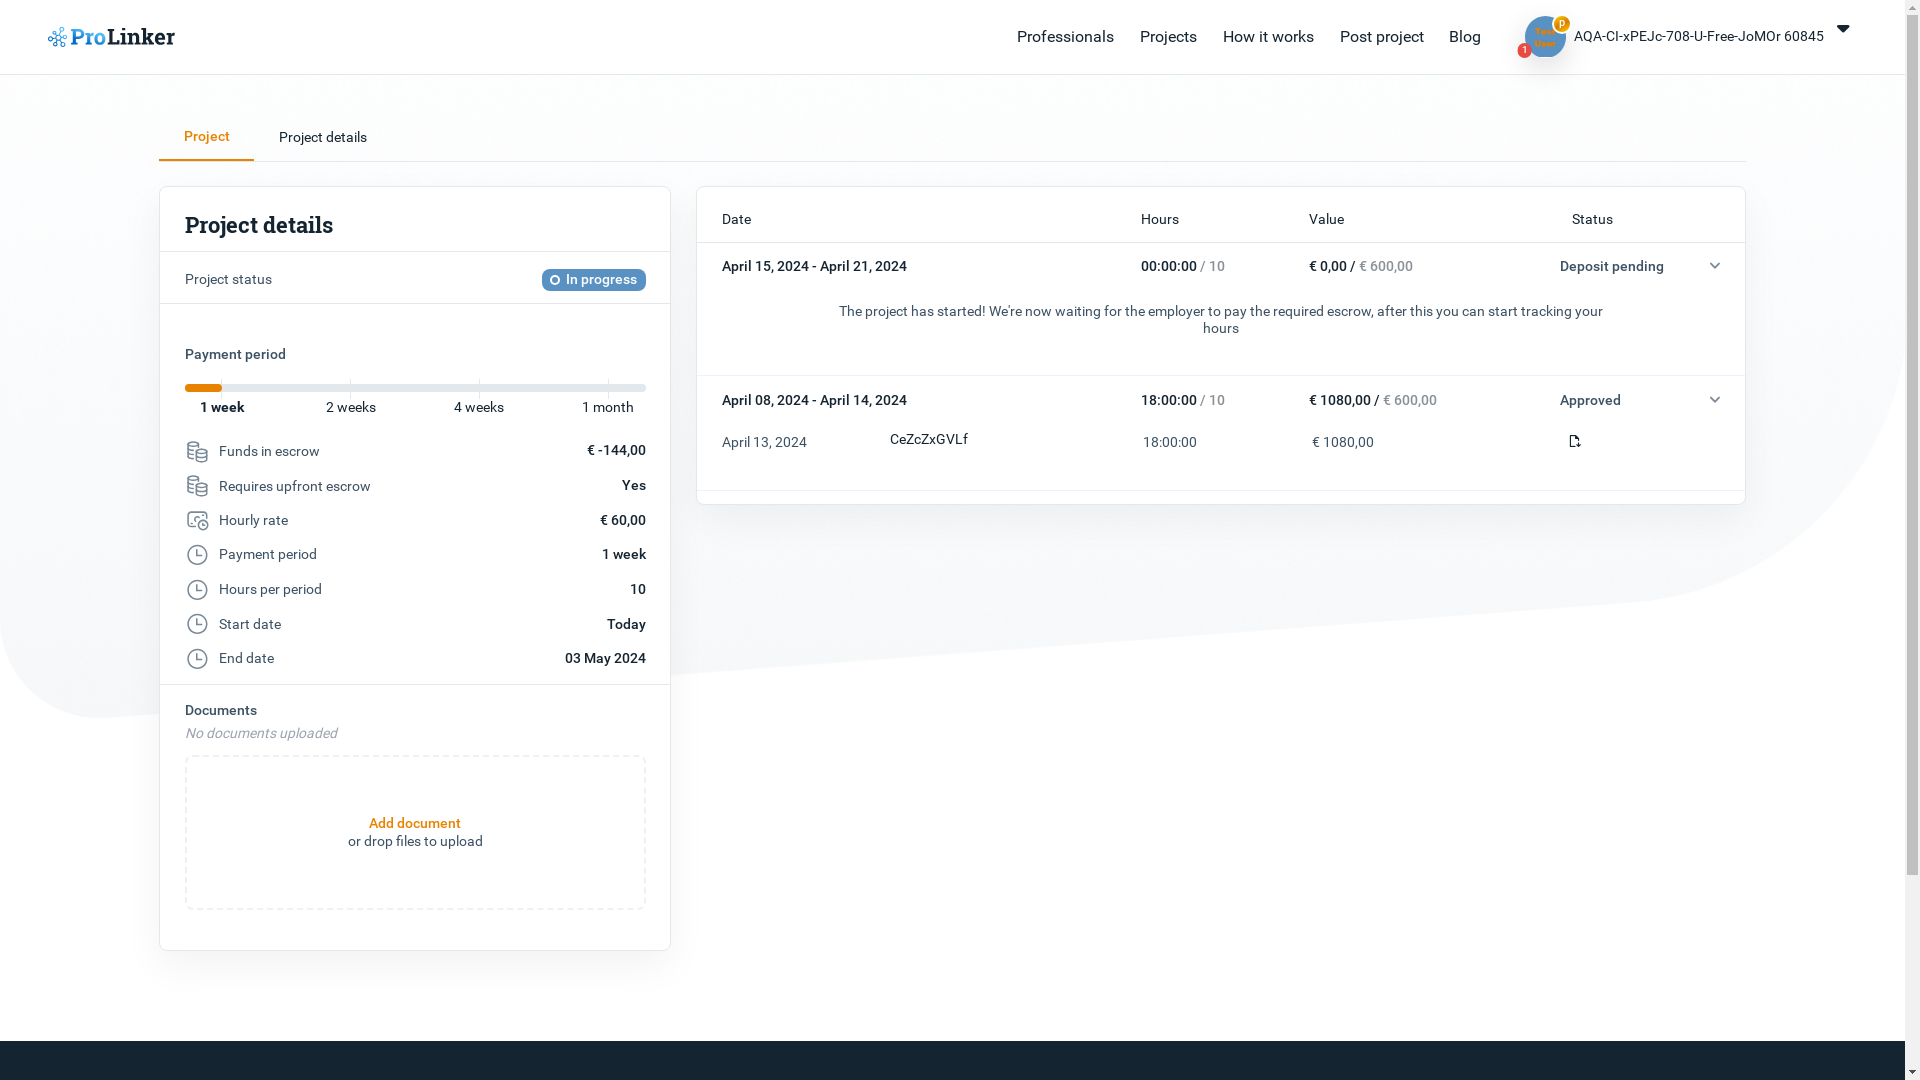 ProLinker
Professionals Projects How it works Post project Blog
p
1
AQA-CI-xPEJc-708-U-Free-JoMOr 60845
Project Project details
Project details
Project status In progress
Payment period
1 week 2 weeks 4 weeks 1 month
Funds in escrow € -144,00
Requires upfront escrow Yes
Hourly rate € 60,00
Payment period 1 week
Hours per period 10
Start date Today
End date 03 May 2024
Documents
No documents uploaded
Add document
or drop files to upload
Date Hours Value Status
April 15, 2024 - April 21, 2024 00:00:00 / 10 € 0,00 / € 600,00 Deposit pending
The project has started! We're now waiting for the employer to pay the required escrow, after this you can start tracking your
hours
April 08, 2024 - April 14, 2024 18:00:00 / 10 € 1080,00 / € 600,00 Approved
April 13, 2024 CeZcZxGVLf 18:00:00 € 1080,00